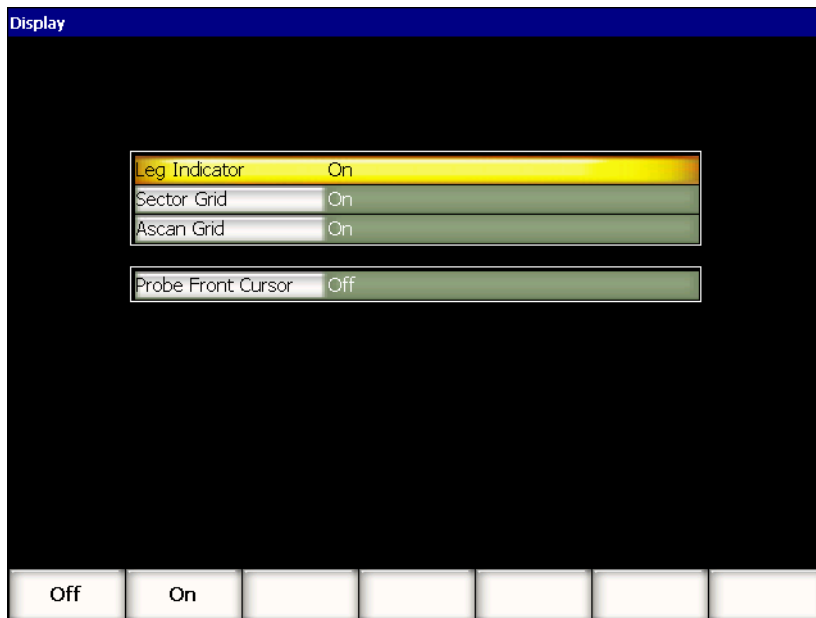 Display
Leg Indicator On
Sector Grid On
Ascan Grid On
Probe Front Cursor Off
Off On